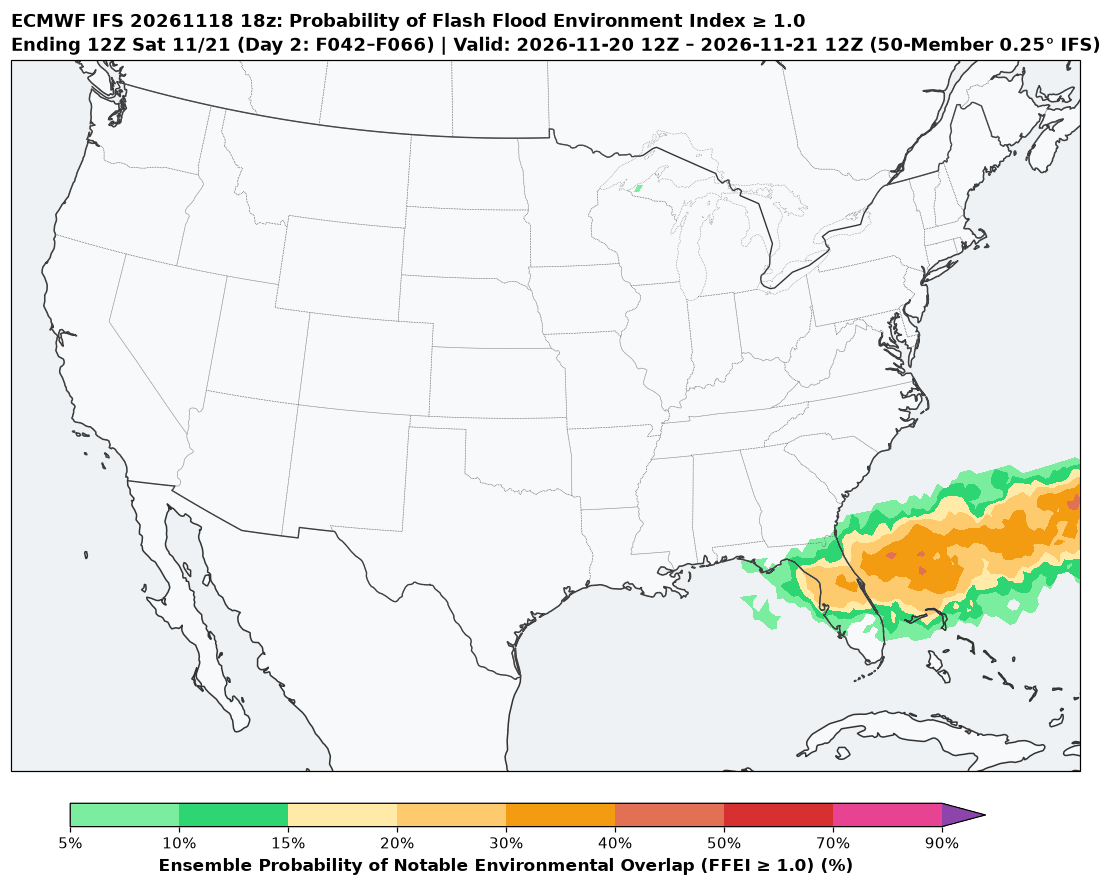 ECMWF IFS 20261118 18z: Probability of Flash Flood Environment Index ≥ 1.0
Ending 12Z Sat 11/21 (Day 2: F042–F066) | Valid: 2026-11-20 12Z – 2026-11-21 12Z (50-Member 0.25° IFS)
5% 10% 15% 20% 30% 40% 50% 70% 90%
Ensemble Probability of Notable Environmental Overlap (FFEI ≥ 1.0) (%)